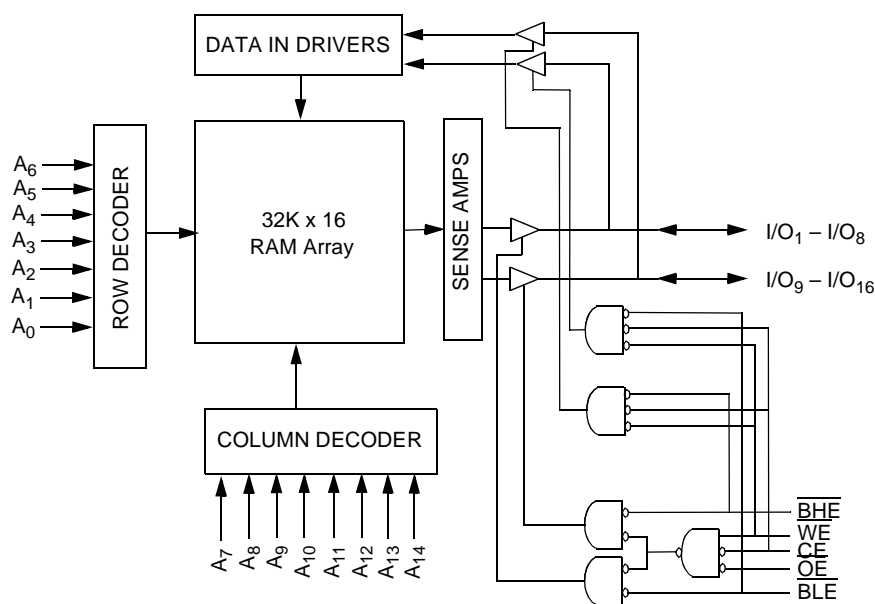 DATA IN DRIVERS
ROW DECODER
A6
A5
A4
A3
A2
A1
A0
32K x 16
RAM Array
SENSE AMPS
I/O1 – I/O8
I/O9 – I/O16
COLUMN DECODER
A7
A8
A9
A10
A11
A12
A13
A14
BHE
WE
CE
OE
BLE